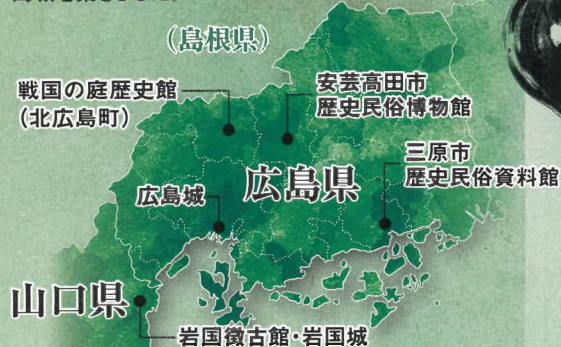 (島根県)
戦国の庭歴史館
(北広島町)
安芸高田市
歴史民俗博物館
三原市
歴史民俗資料館
広島城
広島県
山口県
岩国徴古館・岩国城